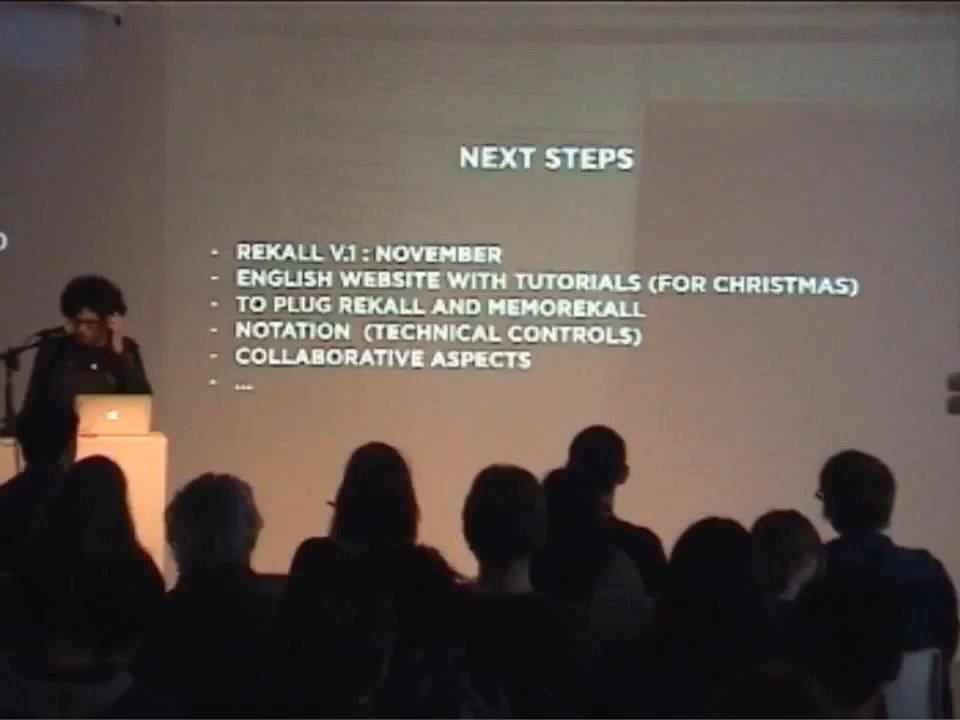 NEXT STEPS
- REKALL V.1 : NOVEMBER
- ENGLISH WEBSITE WITH TUTORIALS (FOR CHRISTMAS)
- TO PLUG REKALL AND MEMOREKALL
- NOTATION (TECHNICAL CONTROLS)
- COLLABORATIVE ASPECTS
- ...